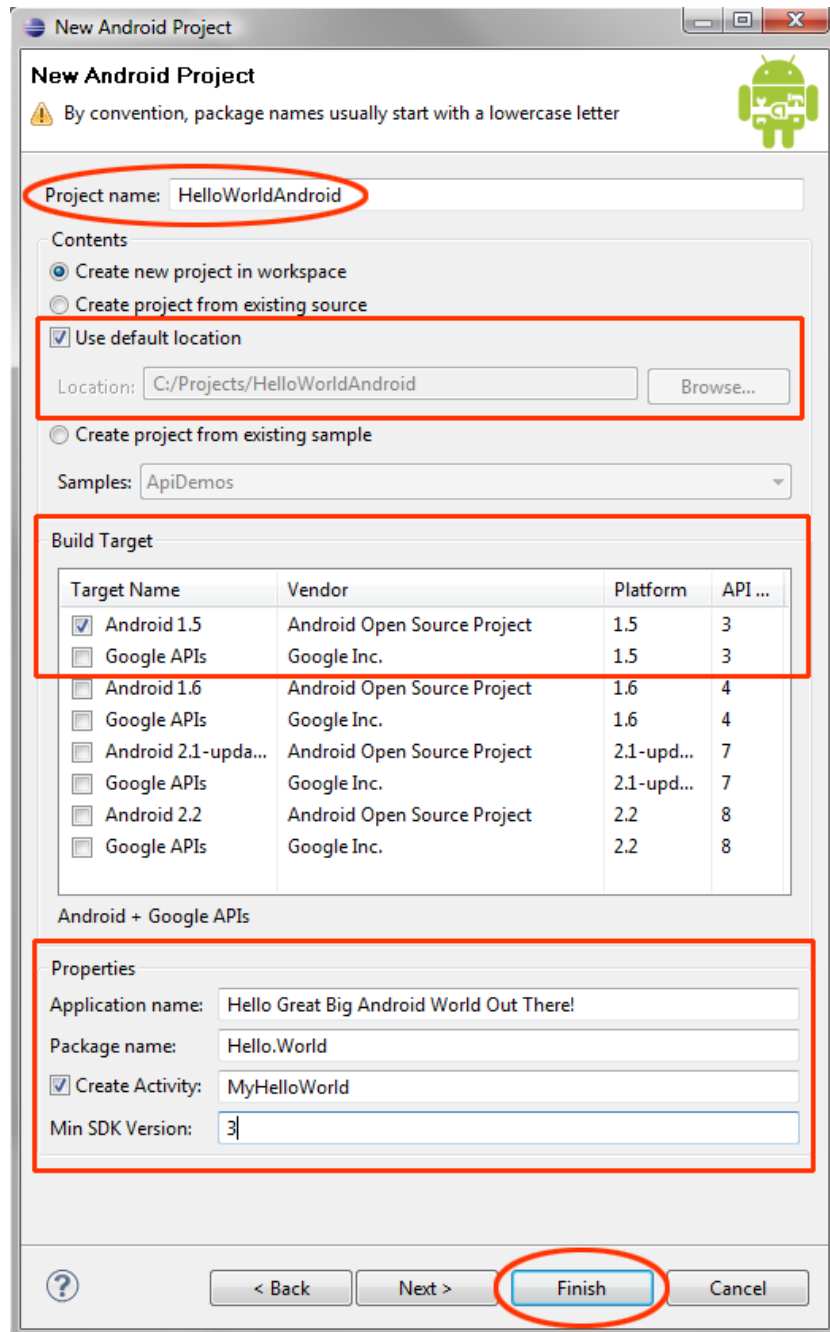 New Android Project
New Android Project
By convention, package names usually start with a lowercase letter
Project name: HelloWorldAndroid
Contents
Create new project in workspace
Create project from existing source
Use default location
Location: C:/Projects/HelloWorldAndroid Browse...
Create project from existing sample
Samples: ApiDemos
Build Target
Target Name Vendor Platform API ...
Android 1.5 Android Open Source Project 1.5 3
Google APIs Google Inc. 1.5 3
Android 1.6 Android Open Source Project 1.6 4
Google APIs Google Inc. 1.6 4
Android 2.1-upda... Android Open Source Project 2.1-upd... 7
Google APIs Google Inc. 2.1-upd... 7
Android 2.2 Android Open Source Project 2.2 8
Google APIs Google Inc. 2.2 8
Android + Google APIs
Properties
Application name: Hello Great Big Android World Out There!
Package name: Hello.World
Create Activity: MyHelloWorld
Min SDK Version: 3
? < Back Next > Finish Cancel